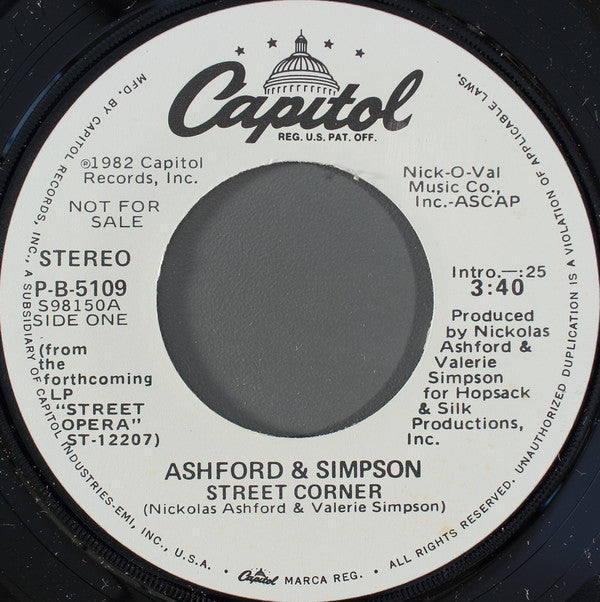 Capitol
REG. U.S. PAT. OFF.
℗1982 Capitol
Records, Inc.
NOT FOR
SALE
STEREO
P-B-5109
S98150A
SIDE ONE
(from
the
forthcoming
LP
"STREET
OPERA"
ST-12207)
Nick-O-Val
Music Co.,
Inc.-ASCAP
Intro.—:25
3:40
Produced
by Nickolas
Ashford &
Valerie
Simpson
for Hopsack
& Silk
Productions,
Inc.
ASHFORD & SIMPSON
STREET CORNER
(Nickolas Ashford & Valerie Simpson)
MFD. BY CAPITOL RECORDS, INC., A SUBSIDIARY OF CAPITOL INDUSTRIES-EMI, INC., U.S.A. • Capitol MARCA REG. • ALL RIGHTS RESERVED. UNAUTHORIZED DUPLICATION IS A VIOLATION OF APPLICABLE LAWS.